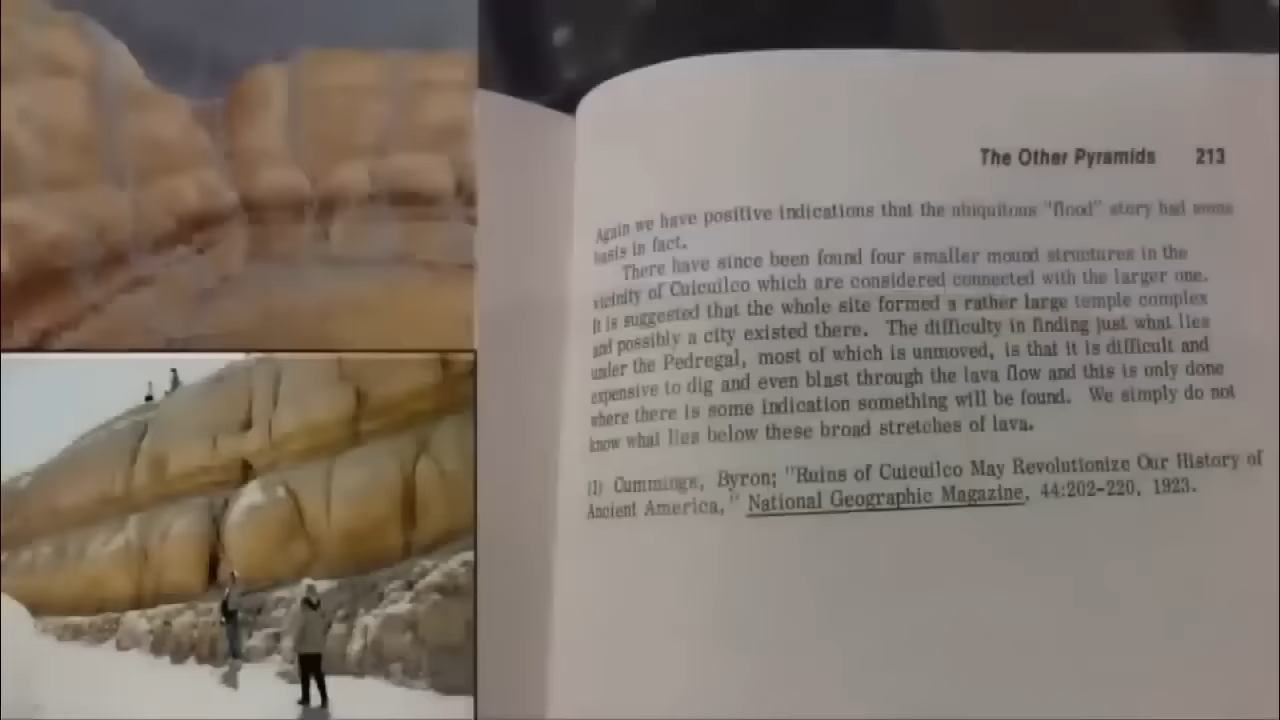 The Other Pyramids 213
Again we have positive indications that the ubiquitous "flood" story had some
basis in fact.
There have since been found four smaller mound structures in the
vicinity of Cuicuilco which are considered connected with the larger one.
It is suggested that the whole site formed a rather large temple complex
and possibly a city existed there. The difficulty in finding just what lies
under the Pedregal, most of which is unmoved, is that it is difficult and
expensive to dig and even blast through the lava flow and this is only done
where there is some indication something will be found. We simply do not
know what lies below these broad stretches of lava.
(1) Cummings, Byron; "Ruins of Cuicuilco May Revolutionize Our History of
Ancient America," National Geographic Magazine, 44:202-220, 1923.